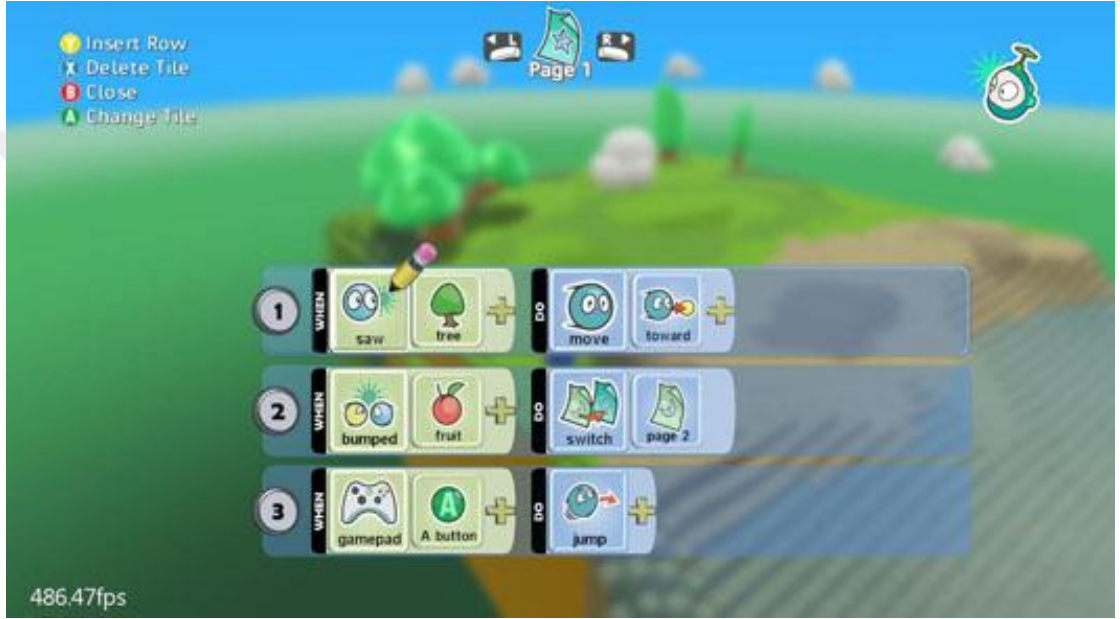 Y Insert Row
X Delete Tile
B Close
A Change Tile
L
R
Page 1
1 WHEN saw tree DO move toward
2 WHEN bumped fruit DO switch page 2
3 WHEN gamepad A A button DO jump
486.47fps